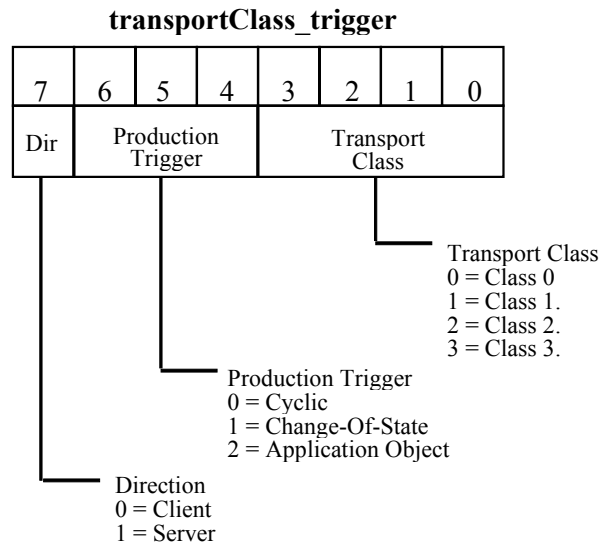 transportClass_trigger
7 6 5 4 3 2 1 0
Dir Production Trigger Transport Class
Transport Class
0 = Class 0
1 = Class 1.
2 = Class 2.
3 = Class 3.
Production Trigger
0 = Cyclic
1 = Change-Of-State
2 = Application Object
Direction
0 = Client
1 = Server